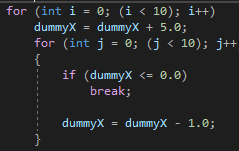 for (int i = 0; (i < 10); i++)
dummyX = dummyX + 5.0;
for (int j = 0; (j < 10); j++
{
if (dummyX <= 0.0)
break;
dummyX = dummyX - 1.0;
}